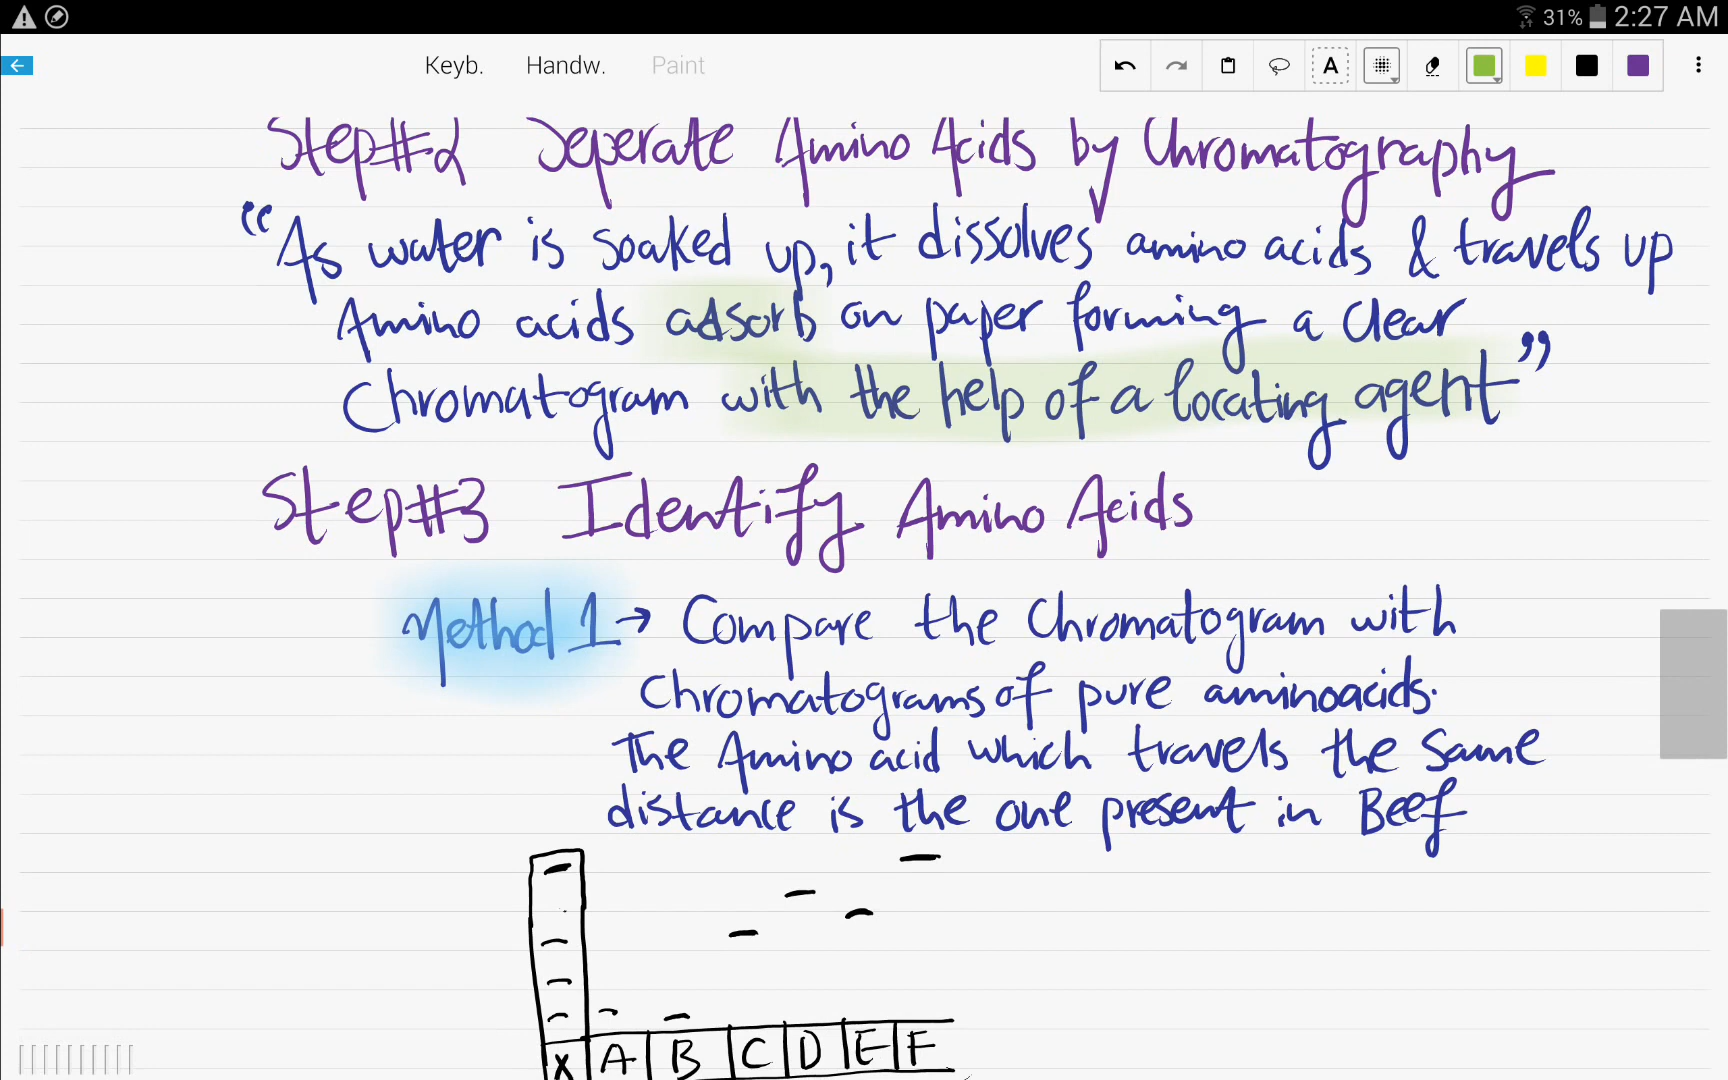 31% 2:27 AM
Keyb. Handw. Paint
A
Step#2 Seperate Amino Acids by Chromatography
"As water is soaked up, it dissolves amino acids & travels up
Amino acids adsorb on paper forming a clear
Chromatogram with the help of a locating agent"
Step#3 Identify Amino Acids
Method 1 → Compare the Chromatogram with
Chromatograms of pure aminoacids.
The Amino acid which travels the same
distance is the one present in Beef
X A B C D E F